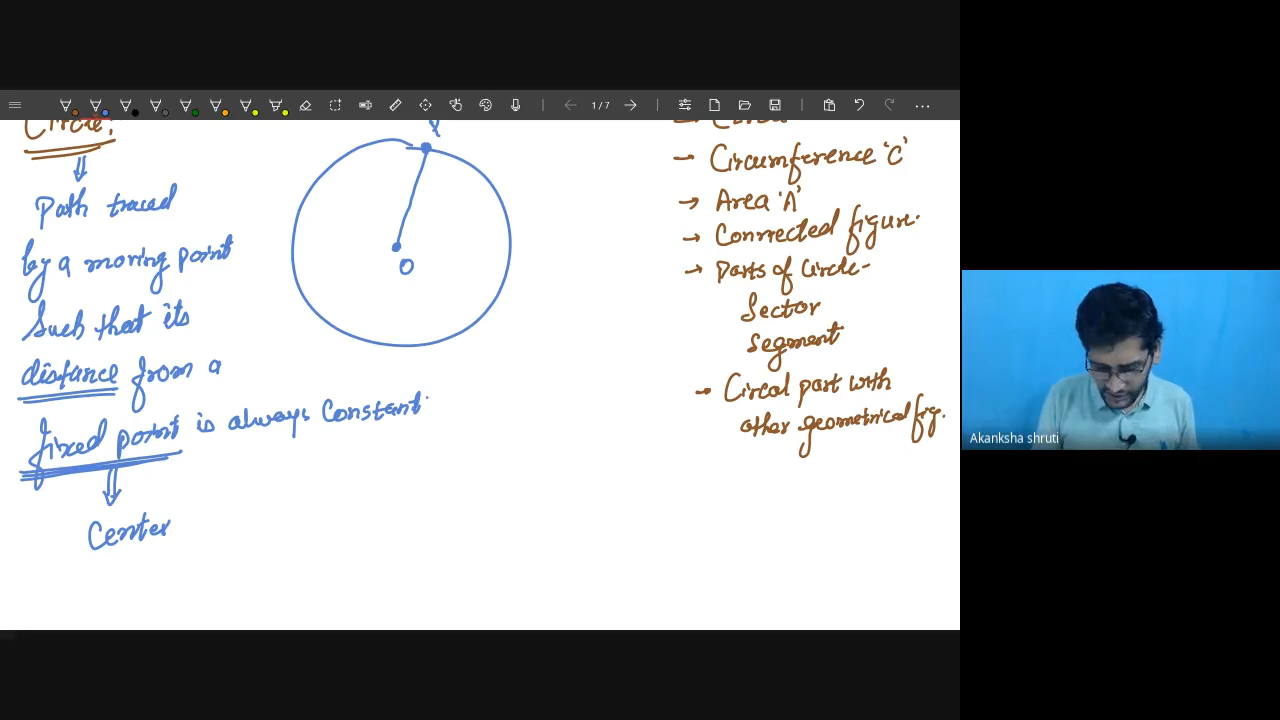 1/7
Circle:
Path traced
by a moving point
Such that its
distance from a
fixed point is always Constant.
Center
O
→ Circumference 'C'
→ Area 'A'
→ Connected figure.
→ Parts of Circle-
Sector
Segment
→ Circal part with
other geometrical fig.
Akanksha shruti